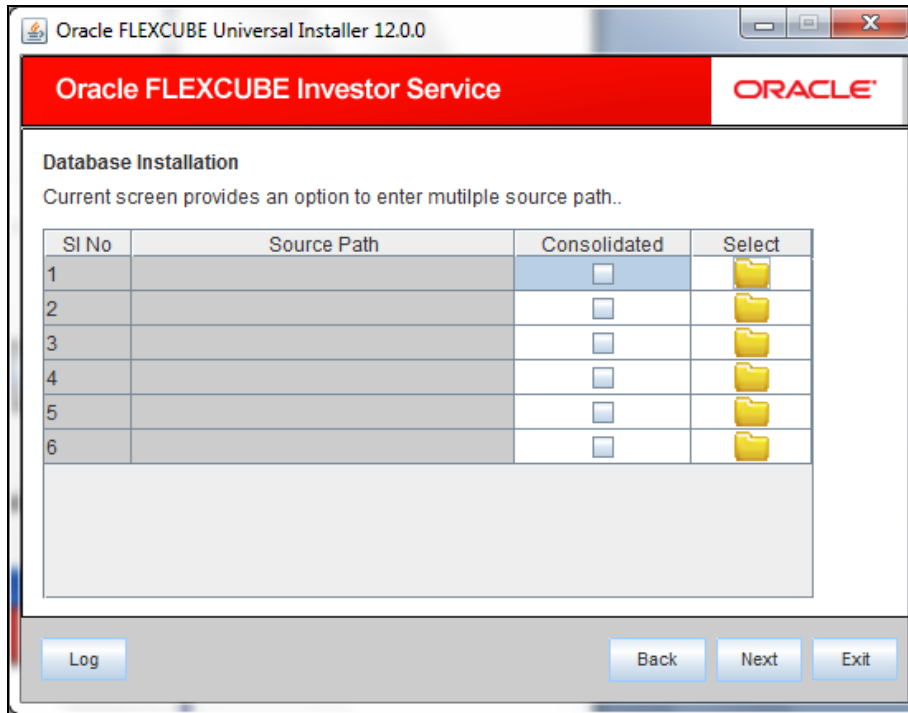 Oracle FLEXCUBE Universal Installer 12.0.0
Oracle FLEXCUBE Investor Service
ORACLE
Database Installation
Current screen provides an option to enter mutilple source path..
Sl No Source Path Consolidated Select
1
2
3
4
5
6
Log Back Next Exit